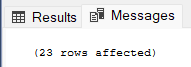 Results Messages
(23 rows affected)